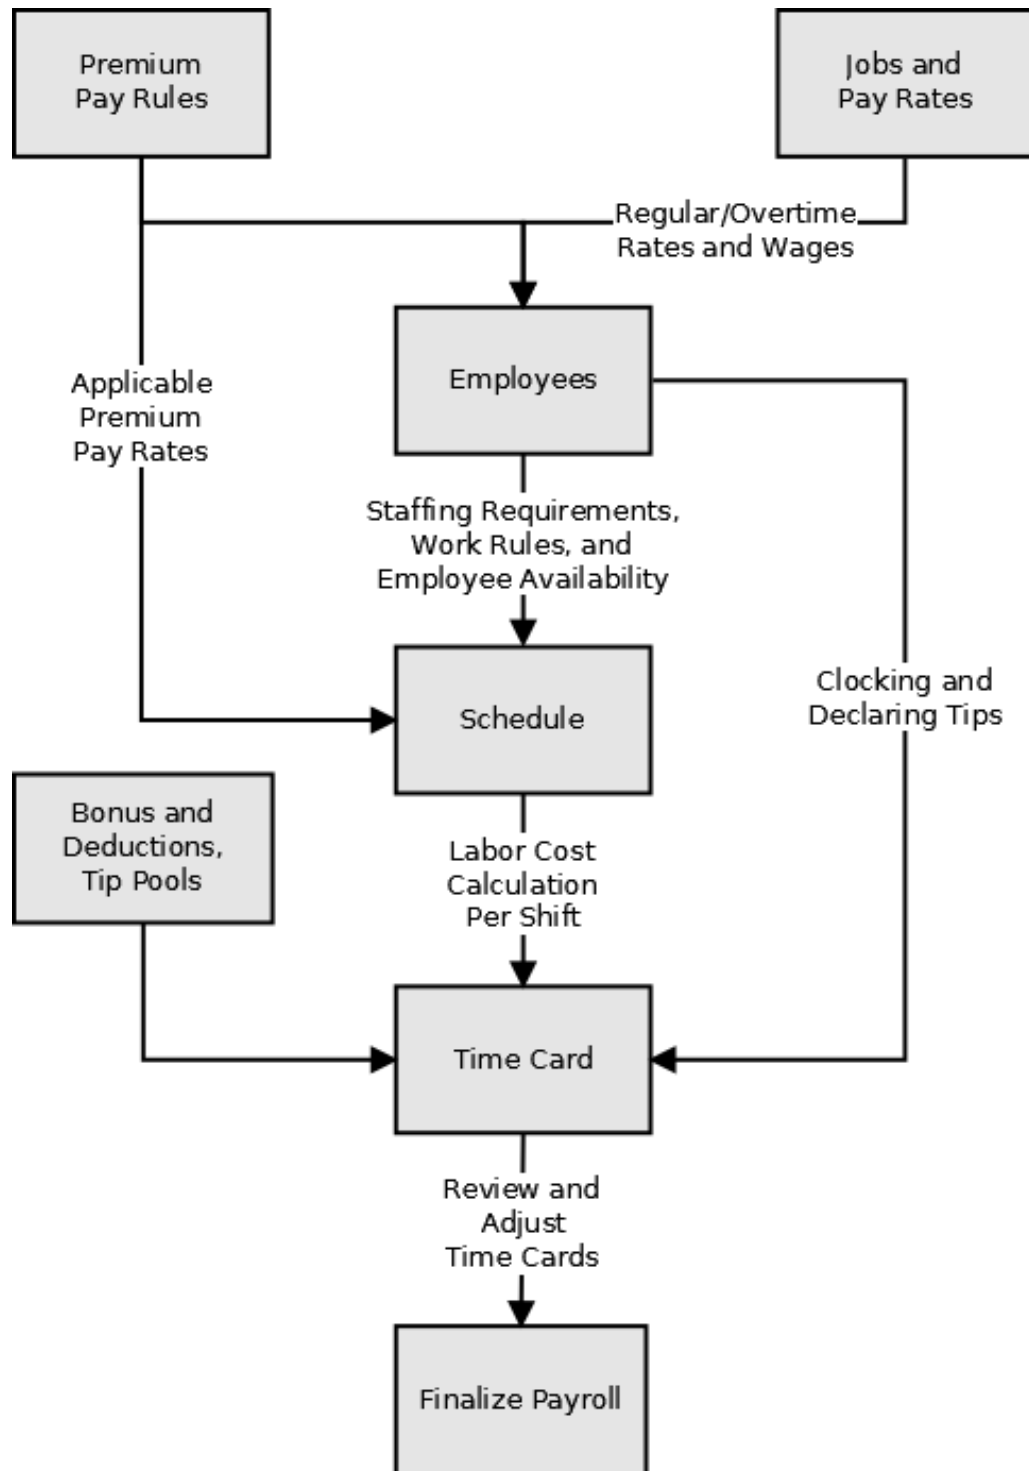 Premium
Pay Rules
Jobs and
Pay Rates
Regular/Overtime
Rates and Wages
Employees
Applicable
Premium
Pay Rates
Staffing Requirements,
Work Rules, and
Employee Availability
Clocking and
Declaring Tips
Schedule
Bonus and
Deductions,
Tip Pools
Labor Cost
Calculation
Per Shift
Time Card
Review and
Adjust
Time Cards
Finalize Payroll